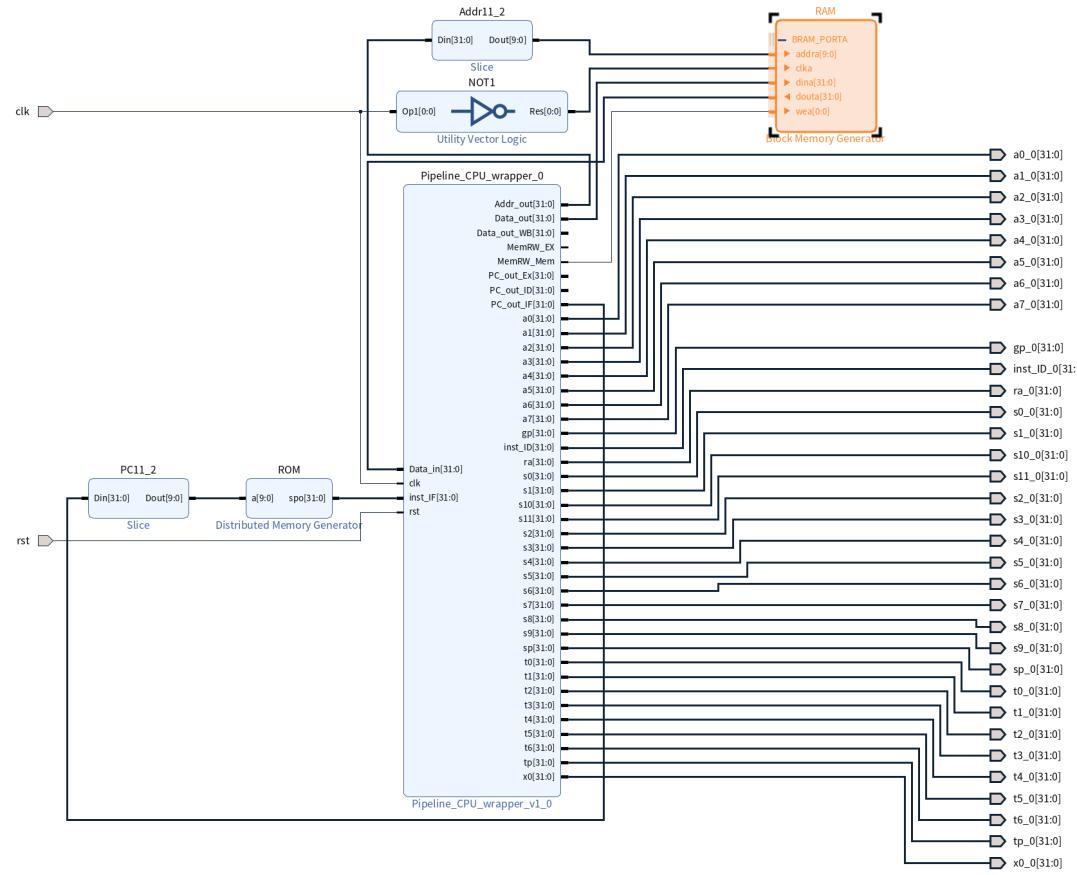 Addr11_2
Din[31:0] Dout[9:0]
Slice
RAM
BRAM_PORTA
addra[9:0]
clka
dina[31:0]
douta[31:0]
wea[0:0]
Block Memory Generator
NOT1
clk
Op1[0:0] Res[0:0]
Utility Vector Logic
Pipeline_CPU_wrapper_0
Addr_out[31:0]
Data_out[31:0]
Data_out_WB[31:0]
MemRW_EX
MemRW_Mem
PC_out_Ex[31:0]
PC_out_ID[31:0]
PC_out_IF[31:0]
a0[31:0]
a1[31:0]
a2[31:0]
a3[31:0]
a4[31:0]
a5[31:0]
a6[31:0]
a7[31:0]
gp[31:0]
inst_ID[31:0]
ra[31:0]
s0[31:0]
s1[31:0]
s10[31:0]
s11[31:0]
s2[31:0]
s3[31:0]
s4[31:0]
s5[31:0]
s6[31:0]
s7[31:0]
s8[31:0]
s9[31:0]
sp[31:0]
t0[31:0]
t1[31:0]
t2[31:0]
t3[31:0]
t4[31:0]
t5[31:0]
t6[31:0]
tp[31:0]
x0[31:0]
Data_in[31:0]
clk
inst_IF[31:0]
rst
Pipeline_CPU_wrapper_v1_0
PC11_2
Din[31:0] Dout[9:0]
Slice
ROM
a[9:0] spo[31:0]
Distributed Memory Generator
rst
a0_0[31:0]
a1_0[31:0]
a2_0[31:0]
a3_0[31:0]
a4_0[31:0]
a5_0[31:0]
a6_0[31:0]
a7_0[31:0]
gp_0[31:0]
inst_ID_0[31:
ra_0[31:0]
s0_0[31:0]
s1_0[31:0]
s10_0[31:0]
s11_0[31:0]
s2_0[31:0]
s3_0[31:0]
s4_0[31:0]
s5_0[31:0]
s6_0[31:0]
s7_0[31:0]
s8_0[31:0]
s9_0[31:0]
sp_0[31:0]
t0_0[31:0]
t1_0[31:0]
t2_0[31:0]
t3_0[31:0]
t4_0[31:0]
t5_0[31:0]
t6_0[31:0]
tp_0[31:0]
x0_0[31:0]